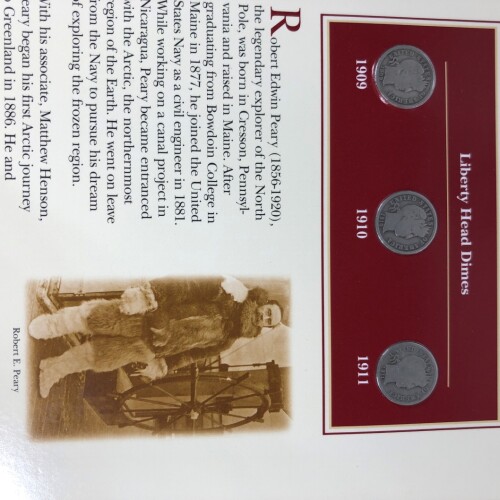 Liberty Head Dimes
1909
1910
1911
Robert Edwin Peary (1856-1920),
the legendary explorer of the North
Pole, was born in Cresson, Pennsyl-
vania and raised in Maine. After
graduating from Bowdoin College in
Maine in 1877, he joined the United
States Navy as a civil engineer in 1881.
While working on a canal project in
Nicaragua, Peary became entranced
with the Arctic, the northernmost
region of the Earth. He went on leave
from the Navy to pursue his dream
of exploring the frozen region.
With his associate, Matthew Henson,
Peary began his first Arctic journey
to Greenland in 1886. He and
Robert E. Peary